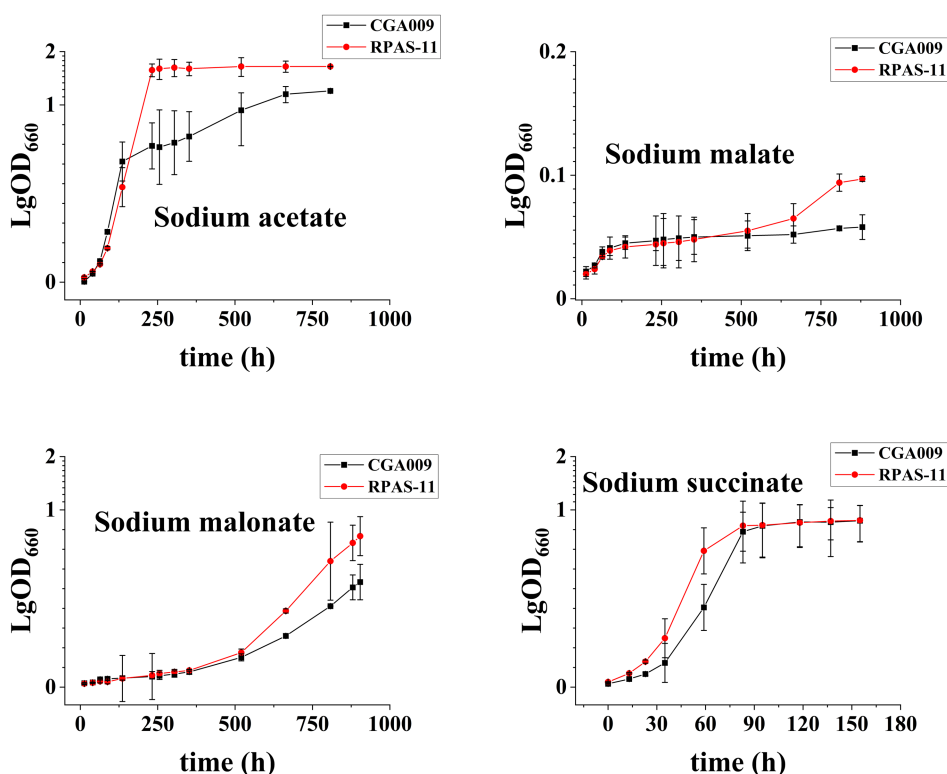 CGA009
RPAS-11
2
1
0
LgOD660
Sodium acetate
0 250 500 750 1000
time (h)
CGA009
RPAS-11
0.2
0.1
0
LgOD660
Sodium malate
0 250 500 750 1000
time (h)
CGA009
RPAS-11
2
1
0
LgOD660
Sodium malonate
0 250 500 750 1000
time (h)
CGA009
RPAS-11
2
1
0
LgOD660
Sodium succinate
0 30 60 90 120 150 180
time (h)